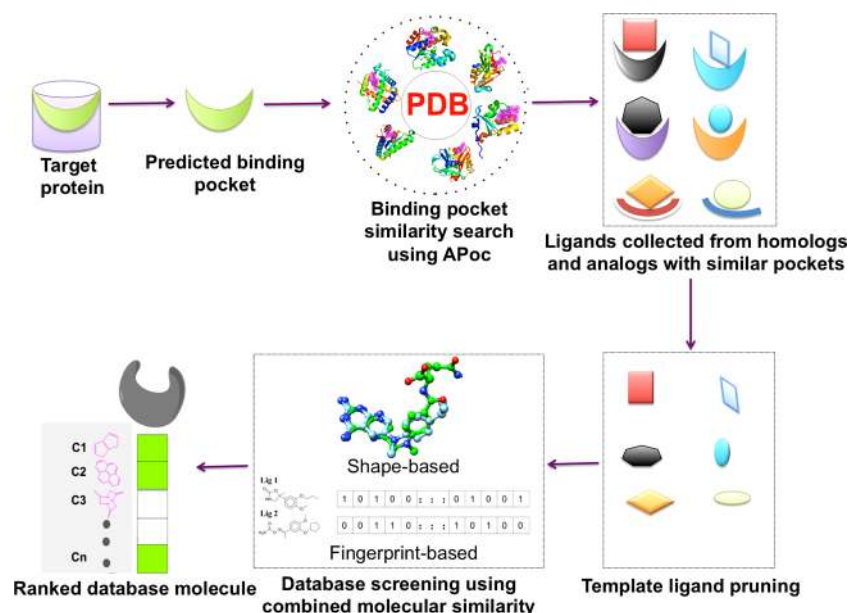 PDB
Target
protein
Predicted binding
pocket
Binding pocket
similarity search
using APoc
Ligands collected from homologs
and analogs with similar pockets
Template ligand pruning
Shape-based
Lig 1
1 0 1 0 0 : : : 0 1 0 0 1
Lig 2
0 0 1 1 0 : : : 1 0 1 0 0
Fingerprint-based
Database screening using
combined molecular similarity
C1
C2
C3
Cn
Ranked database molecule